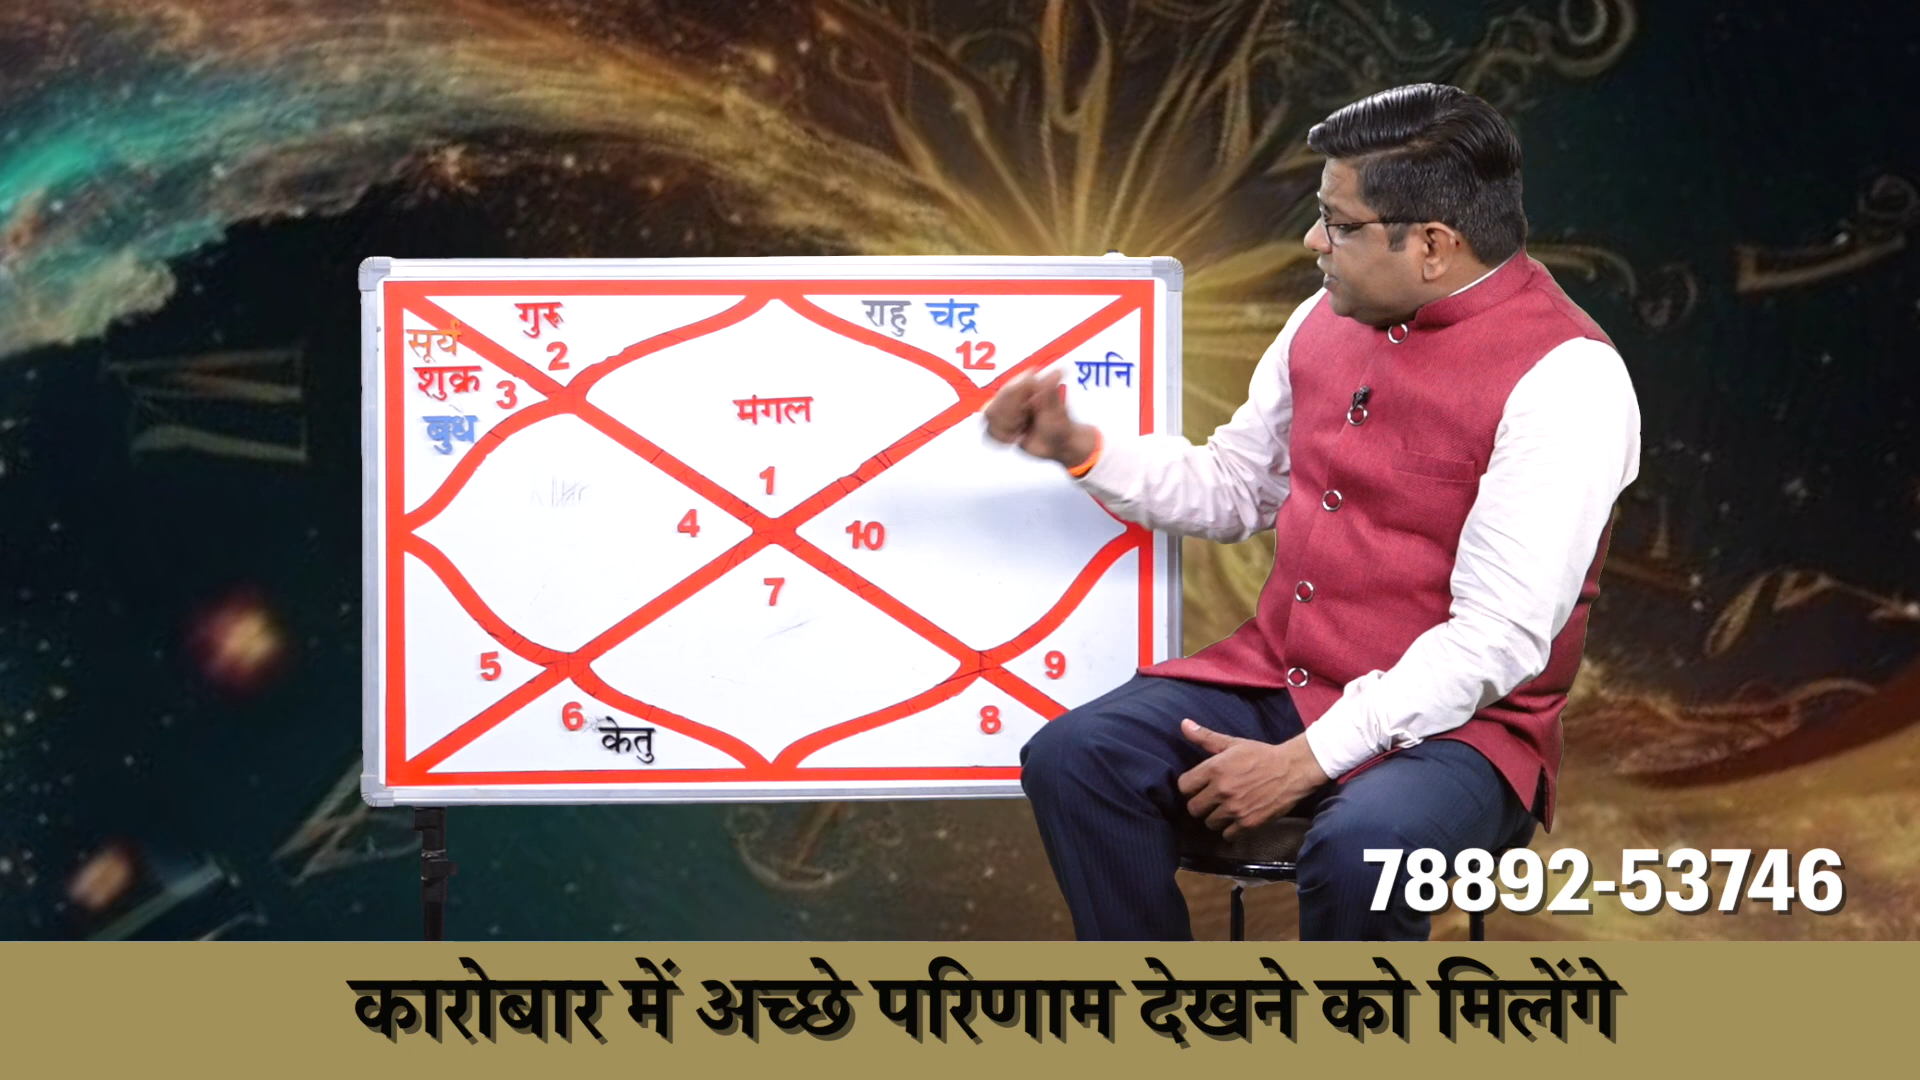 गुरु
राहु चंद्र
सूर्य
2
12
शुक्र 3
शनि
बुध
मंगल
1
4
10
7
5
9
6
8
केतु
78892-53746
कारोबार में अच्छे परिणाम देखने को मिलेंगे